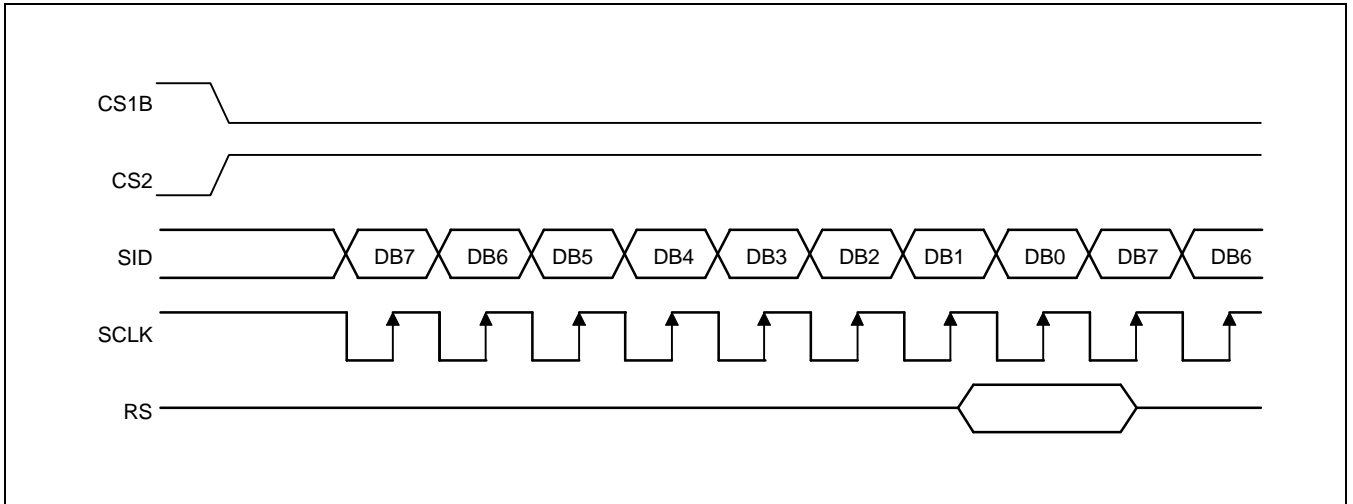 CS1B
CS2
SID DB7 DB6 DB5 DB4 DB3 DB2 DB1 DB0 DB7 DB6
SCLK
RS